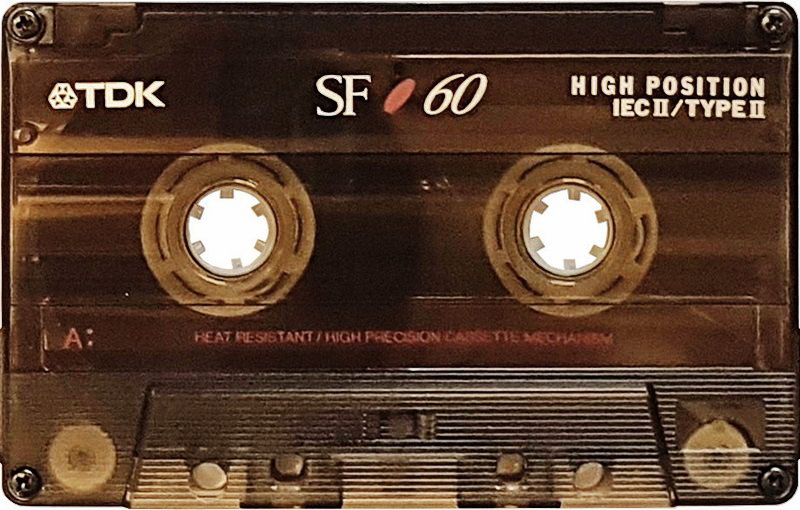 TDK
SF 60
HIGH POSITION
IEC II/TYPE II
A:
HEAT RESISTANT / HIGH PRECISION CASSETTE MECHANISM